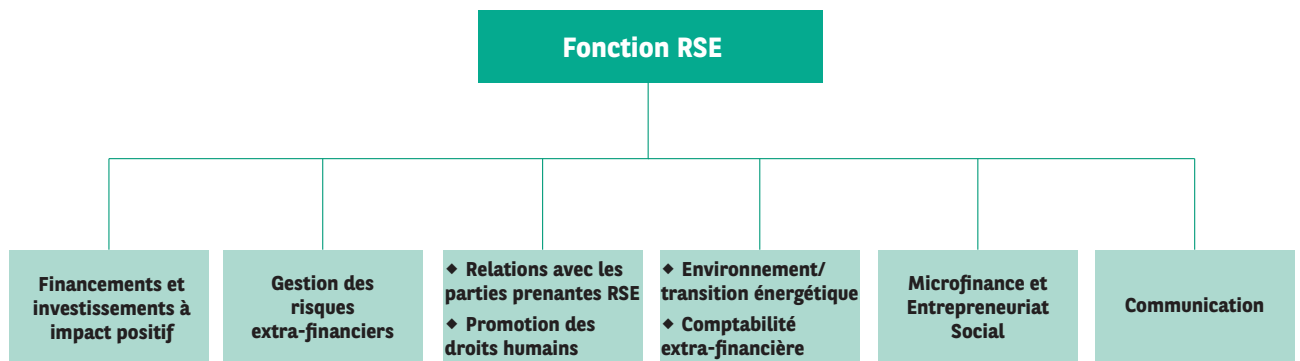 Fonction RSE
Financements et
investissements à
impact positif
Gestion des
risques
extra-financiers
◆ Relations avec les
parties prenantes RSE
◆ Promotion des
droits humains
◆ Environnement/
transition énergétique
◆ Comptabilité
extra-financière
Microfinance et
Entrepreneuriat
Social
Communication